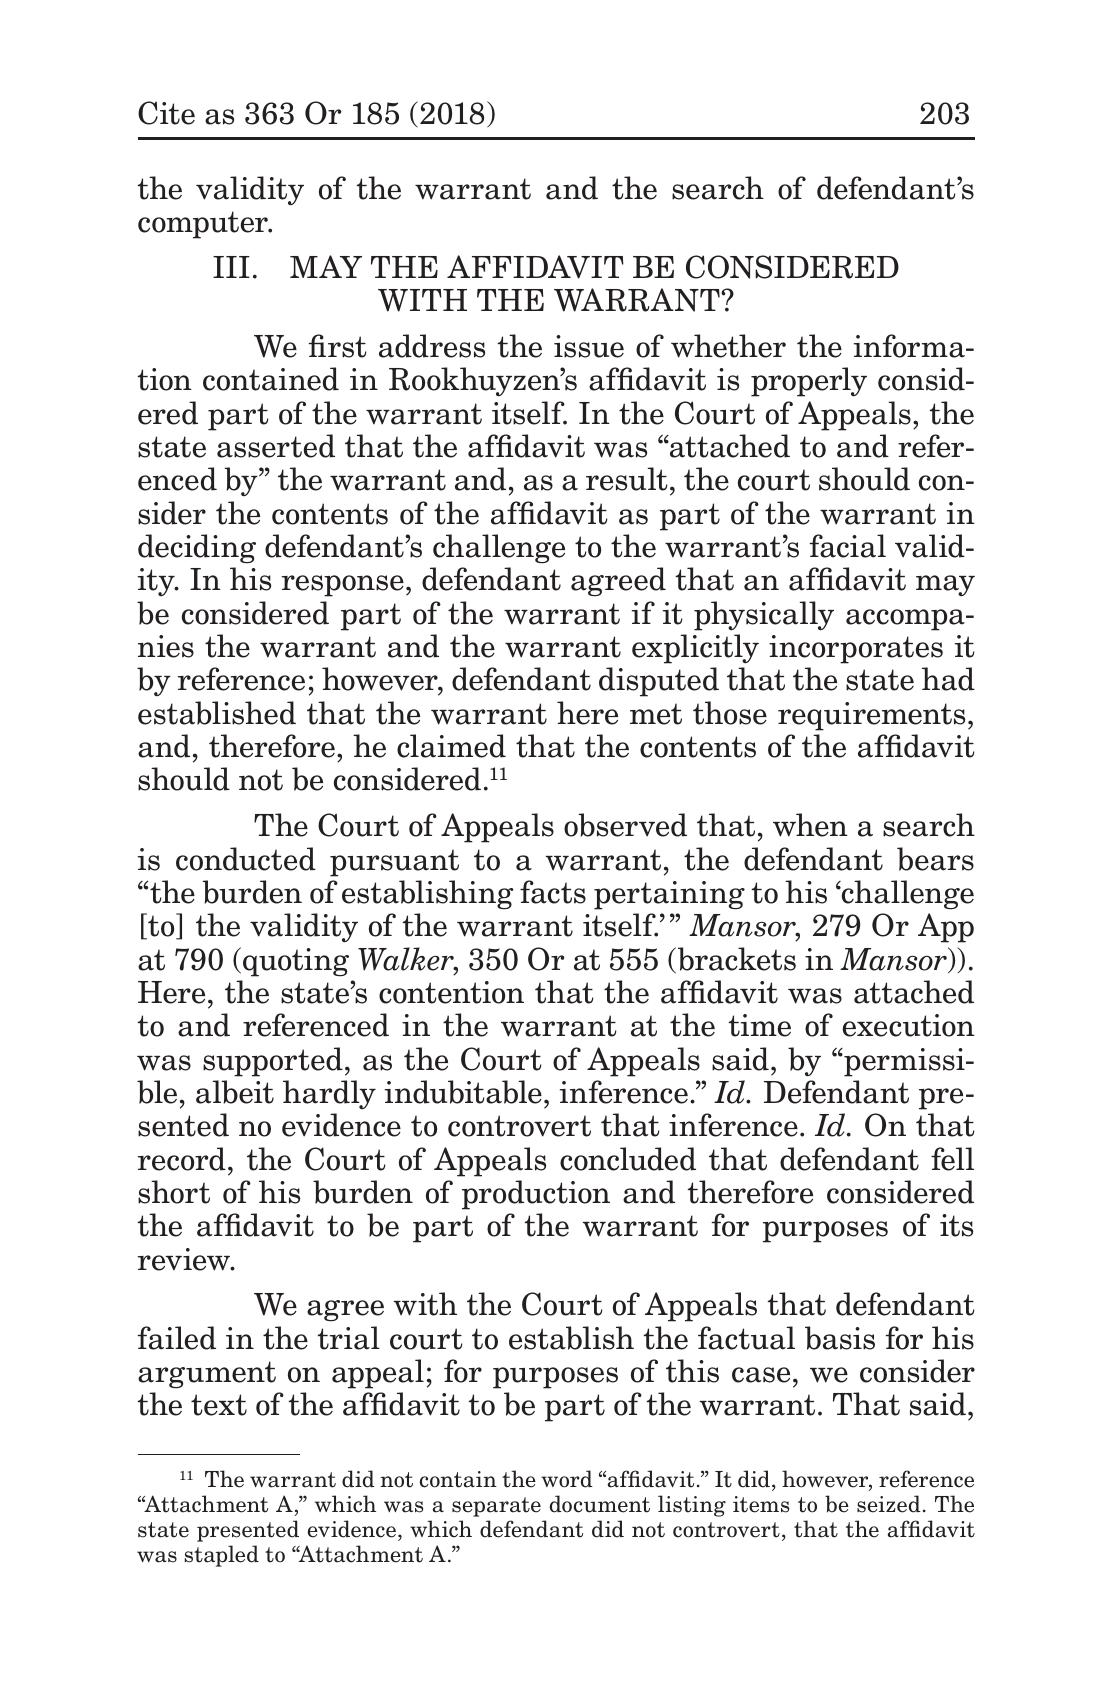 Cite as 363 Or 185 (2018) 203
the validity of the warrant and the search of defendant’s
computer.
III. MAY THE AFFIDAVIT BE CONSIDERED
WITH THE WARRANT?
We first address the issue of whether the informa-
tion contained in Rookhuyzen’s affidavit is properly consid-
ered part of the warrant itself. In the Court of Appeals, the
state asserted that the affidavit was “attached to and refer-
enced by” the warrant and, as a result, the court should con-
sider the contents of the affidavit as part of the warrant in
deciding defendant’s challenge to the warrant’s facial valid-
ity. In his response, defendant agreed that an affidavit may
be considered part of the warrant if it physically accompa-
nies the warrant and the warrant explicitly incorporates it
by reference; however, defendant disputed that the state had
established that the warrant here met those requirements,
and, therefore, he claimed that the contents of the affidavit
should not be considered.¹¹
The Court of Appeals observed that, when a search
is conducted pursuant to a warrant, the defendant bears
“the burden of establishing facts pertaining to his ‘challenge
[to] the validity of the warrant itself.’” Mansor, 279 Or App
at 790 (quoting Walker, 350 Or at 555 (brackets in Mansor)).
Here, the state’s contention that the affidavit was attached
to and referenced in the warrant at the time of execution
was supported, as the Court of Appeals said, by “permissi-
ble, albeit hardly indubitable, inference.” Id. Defendant pre-
sented no evidence to controvert that inference. Id. On that
record, the Court of Appeals concluded that defendant fell
short of his burden of production and therefore considered
the affidavit to be part of the warrant for purposes of its
review.
We agree with the Court of Appeals that defendant
failed in the trial court to establish the factual basis for his
argument on appeal; for purposes of this case, we consider
the text of the affidavit to be part of the warrant. That said,
¹¹ The warrant did not contain the word “affidavit.” It did, however, reference
“Attachment A,” which was a separate document listing items to be seized. The
state presented evidence, which defendant did not controvert, that the affidavit
was stapled to “Attachment A.”